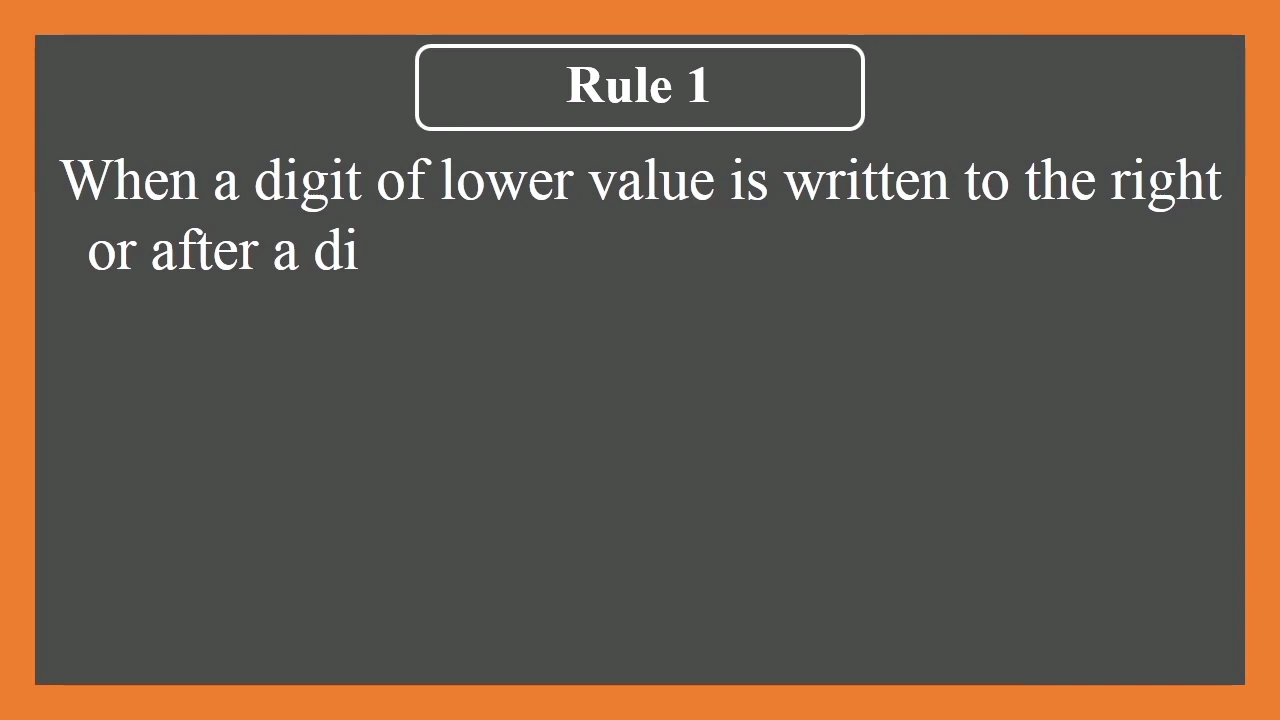 Rule 1
When a digit of lower value is written to the right
or after a di